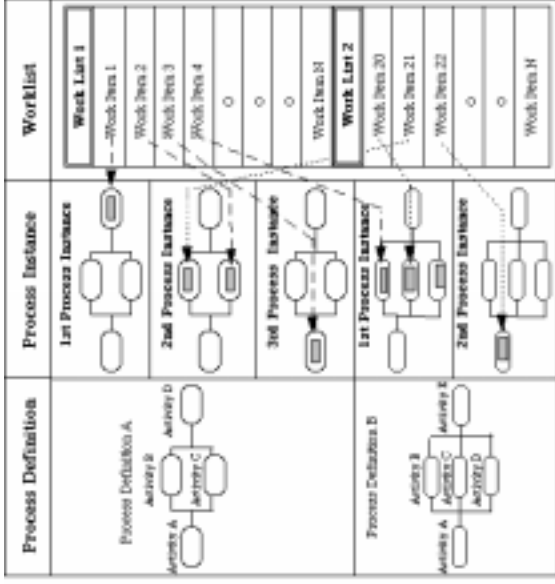 Process Definition
Process Instance
Worklist
Process Definition A
Activity A
Activity B
Activity C
Activity D
1st Process Instance
2nd Process Instance
3rd Process Instance
Work List 1
Work Item 1
Work Item 2
Work Item 3
Work Item 4
Work Item N
Process Definition B
Activity A
Activity B
Activity C
Activity D
Activity E
1st Process Instance
2nd Process Instance
Work List 2
Work Item 20
Work Item 21
Work Item 22
Work Item N